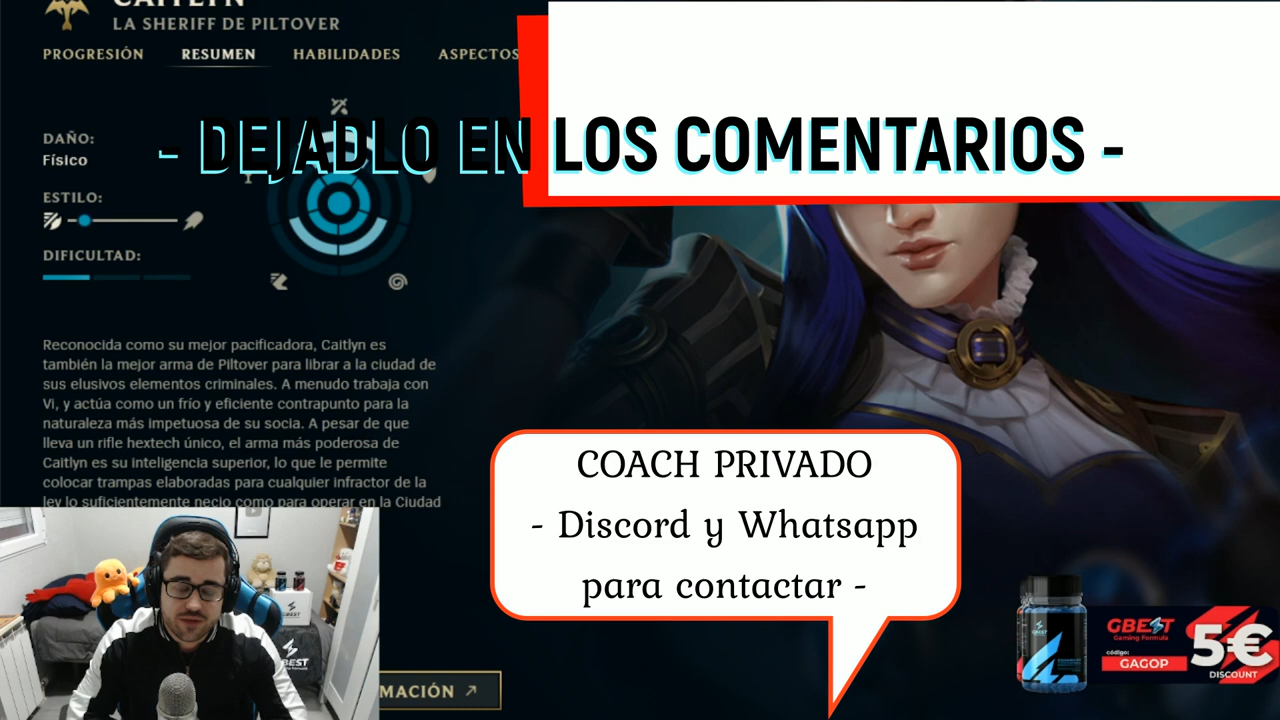 CAITLYN
LA SHERIFF DE PILTOVER
PROGRESIÓN RESUMEN HABILIDADES ASPECTOS
- DEJADLO EN LOS COMENTARIOS -
DAÑO:
Físico
ESTILO:
DIFICULTAD:
Reconocida como su mejor pacificadora, Caitlyn es
también la mejor arma de Piltover para librar a la ciudad de
sus elusivos elementos criminales. A menudo trabaja con
Vi, y actúa como un frío y eficiente contrapunto para la
naturaleza más impetuosa de su socia. A pesar de que
lleva un rifle hextech único, el arma más poderosa de
Caitlyn es su inteligencia superior, lo que le permite
colocar trampas elaboradas para cualquier infractor de la
ley lo suficientemente necio como para operar en la Ciudad
COACH PRIVADO
- Discord y Whatsapp
para contactar -
MACIÓN
GBEST
Gaming Formula
código:
GAGOP
5€
DISCOUNT